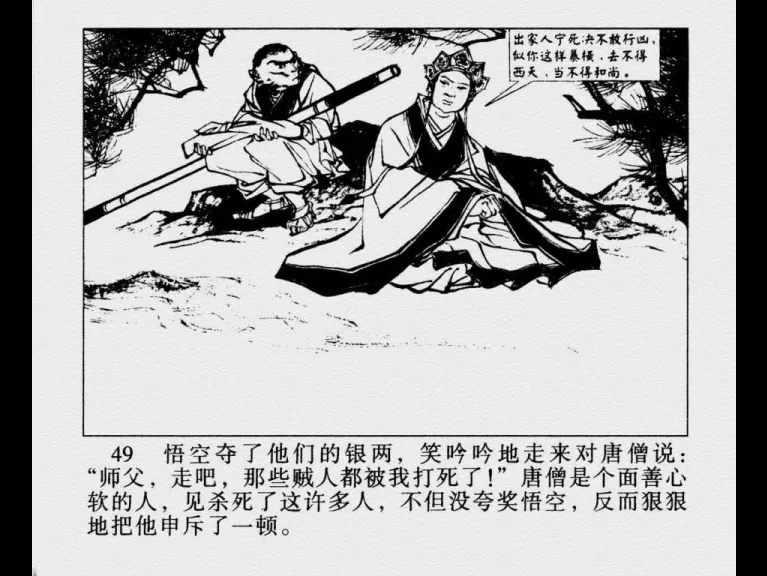 出家人宁死决不敢行凶,
似你这样暴横,去不得
西天,当不得和尚。
49 悟空夺了他们的银两，笑吟吟地走来对唐僧说：
“师父，走吧，那些贼人都被我打死了！”唐僧是个面善心
软的人，见杀死了这许多人，不但没夸奖悟空，反而狠狠
地把他申斥了一顿。